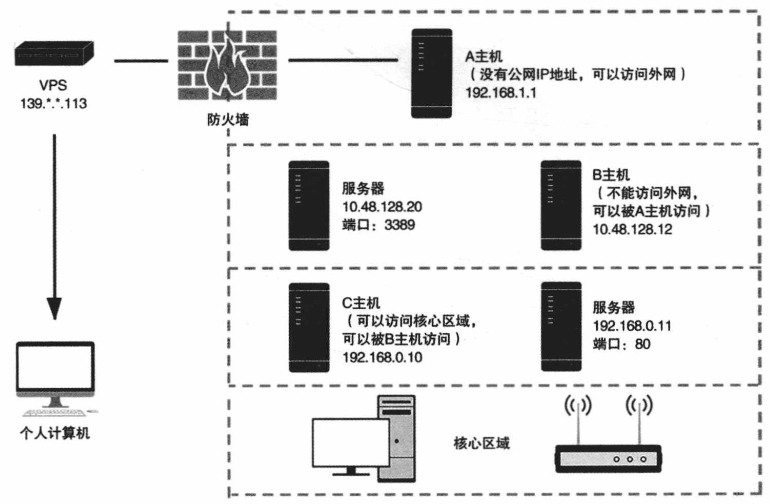 VPS
139.*.*.113
防火墙
A主机
（没有公网IP地址，可以访问外网）
192.168.1.1
服务器
10.48.128.20
端口：3389
B主机
（不能访问外网，
可以被A主机访问）
10.48.128.12
C主机
（可以访问核心区域，
可以被B主机访问）
192.168.0.10
服务器
192.168.0.11
端口：80
个人计算机
核心区域